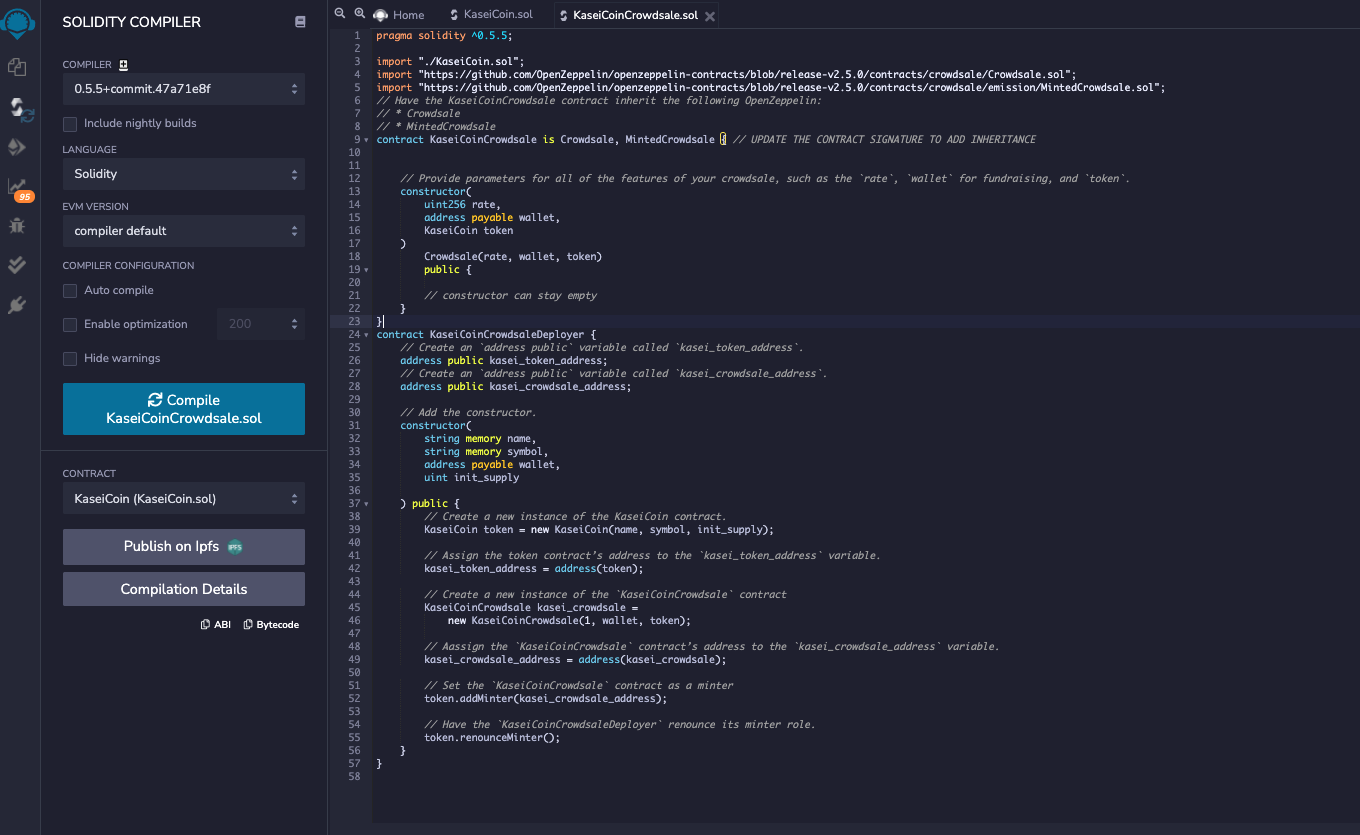 SOLIDITY COMPILER
COMPILER
0.5.5+commit.47a71e8f
Include nightly builds
LANGUAGE
Solidity
EVM VERSION
compiler default
COMPILER CONFIGURATION
Auto compile
Enable optimization
200
Hide warnings
Compile
KaseiCoinCrowdsale.sol
CONTRACT
KaseiCoin (KaseiCoin.sol)
Publish on Ipfs IPFS
Compilation Details
ABI Bytecode
95
Home KaseiCoin.sol KaseiCoinCrowdsale.sol
1 pragma solidity ^0.5.5;
2
3 import "./KaseiCoin.sol";
4 import "https://github.com/OpenZeppelin/openzeppelin-contracts/blob/release-v2.5.0/contracts/crowdsale/Crowdsale.sol";
5 import "https://github.com/OpenZeppelin/openzeppelin-contracts/blob/release-v2.5.0/contracts/crowdsale/emission/MintedCrowdsale.sol";
6 // Have the KaseiCoinCrowdsale contract inherit the following OpenZeppelin:
7 // * Crowdsale
8 // * MintedCrowdsale
9 contract KaseiCoinCrowdsale is Crowdsale, MintedCrowdsale { // UPDATE THE CONTRACT SIGNATURE TO ADD INHERITANCE
10
11
12 // Provide parameters for all of the features of your crowdsale, such as the `rate`, `wallet` for fundraising, and `token`.
13 constructor(
14 uint256 rate,
15 address payable wallet,
16 KaseiCoin token
17 )
18 Crowdsale(rate, wallet, token)
19 public {
20
21 // constructor can stay empty
22 }
23 }
24 contract KaseiCoinCrowdsaleDeployer {
25 // Create an `address public` variable called `kasei_token_address`.
26 address public kasei_token_address;
27 // Create an `address public` variable called `kasei_crowdsale_address`.
28 address public kasei_crowdsale_address;
29
30 // Add the constructor.
31 constructor(
32 string memory name,
33 string memory symbol,
34 address payable wallet,
35 uint init_supply
36
37 ) public {
38 // Create a new instance of the KaseiCoin contract.
39 KaseiCoin token = new KaseiCoin(name, symbol, init_supply);
40
41 // Assign the token contract's address to the `kasei_token_address` variable.
42 kasei_token_address = address(token);
43
44 // Create a new instance of the `KaseiCoinCrowdsale` contract
45 KaseiCoinCrowdsale kasei_crowdsale =
46 new KaseiCoinCrowdsale(1, wallet, token);
47
48 // Aassign the `KaseiCoinCrowdsale` contract's address to the `kasei_crowdsale_address` variable.
49 kasei_crowdsale_address = address(kasei_crowdsale);
50
51 // Set the `KaseiCoinCrowdsale` contract as a minter
52 token.addMinter(kasei_crowdsale_address);
53
54 // Have the `KaseiCoinCrowdsaleDeployer` renounce its minter role.
55 token.renounceMinter();
56 }
57 }
58